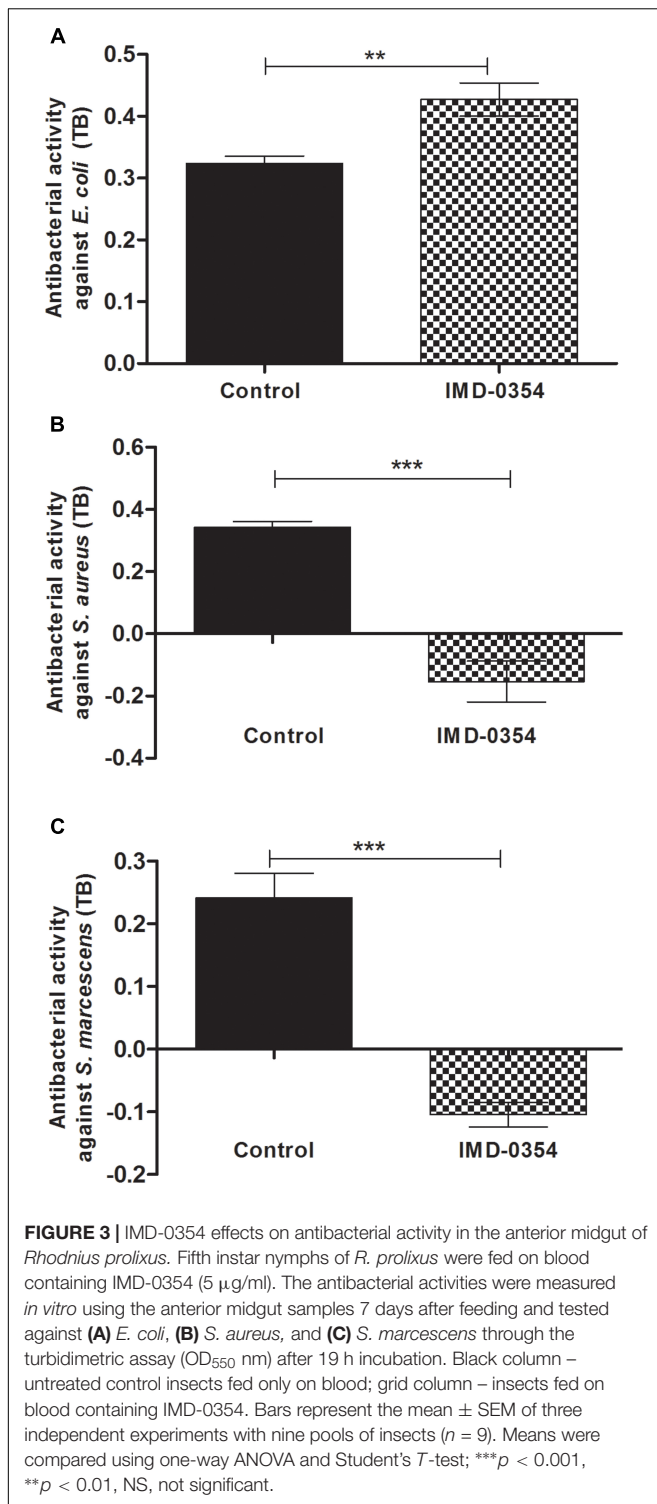 A
0.5
**
0.4
0.3
0.2
0.1
0.0
Antibacterial activity
against E. coli (TB)
Control
IMD-0354
B
0.6
***
0.4
0.2
0.0
-0.2
-0.4
Antibacterial activity
against S. aureus (TB)
Control
IMD-0354
C
0.3
***
0.2
0.1
0.0
-0.1
-0.2
Antibacterial activity
against S. marcescens (TB)
Control
IMD-0354
FIGURE 3 | IMD-0354 effects on antibacterial activity in the anterior midgut of
Rhodnius prolixus. Fifth instar nymphs of R. prolixus were fed on blood
containing IMD-0354 (5 μg/ml). The antibacterial activities were measured
in vitro using the anterior midgut samples 7 days after feeding and tested
against (A) E. coli, (B) S. aureus, and (C) S. marcescens through the
turbidimetric assay (OD550 nm) after 19 h incubation. Black column –
untreated control insects fed only on blood; grid column – insects fed on
blood containing IMD-0354. Bars represent the mean ± SEM of three
independent experiments with nine pools of insects (n = 9). Means were
compared using one-way ANOVA and Student's T-test; ***p < 0.001,
**p < 0.01, NS, not significant.